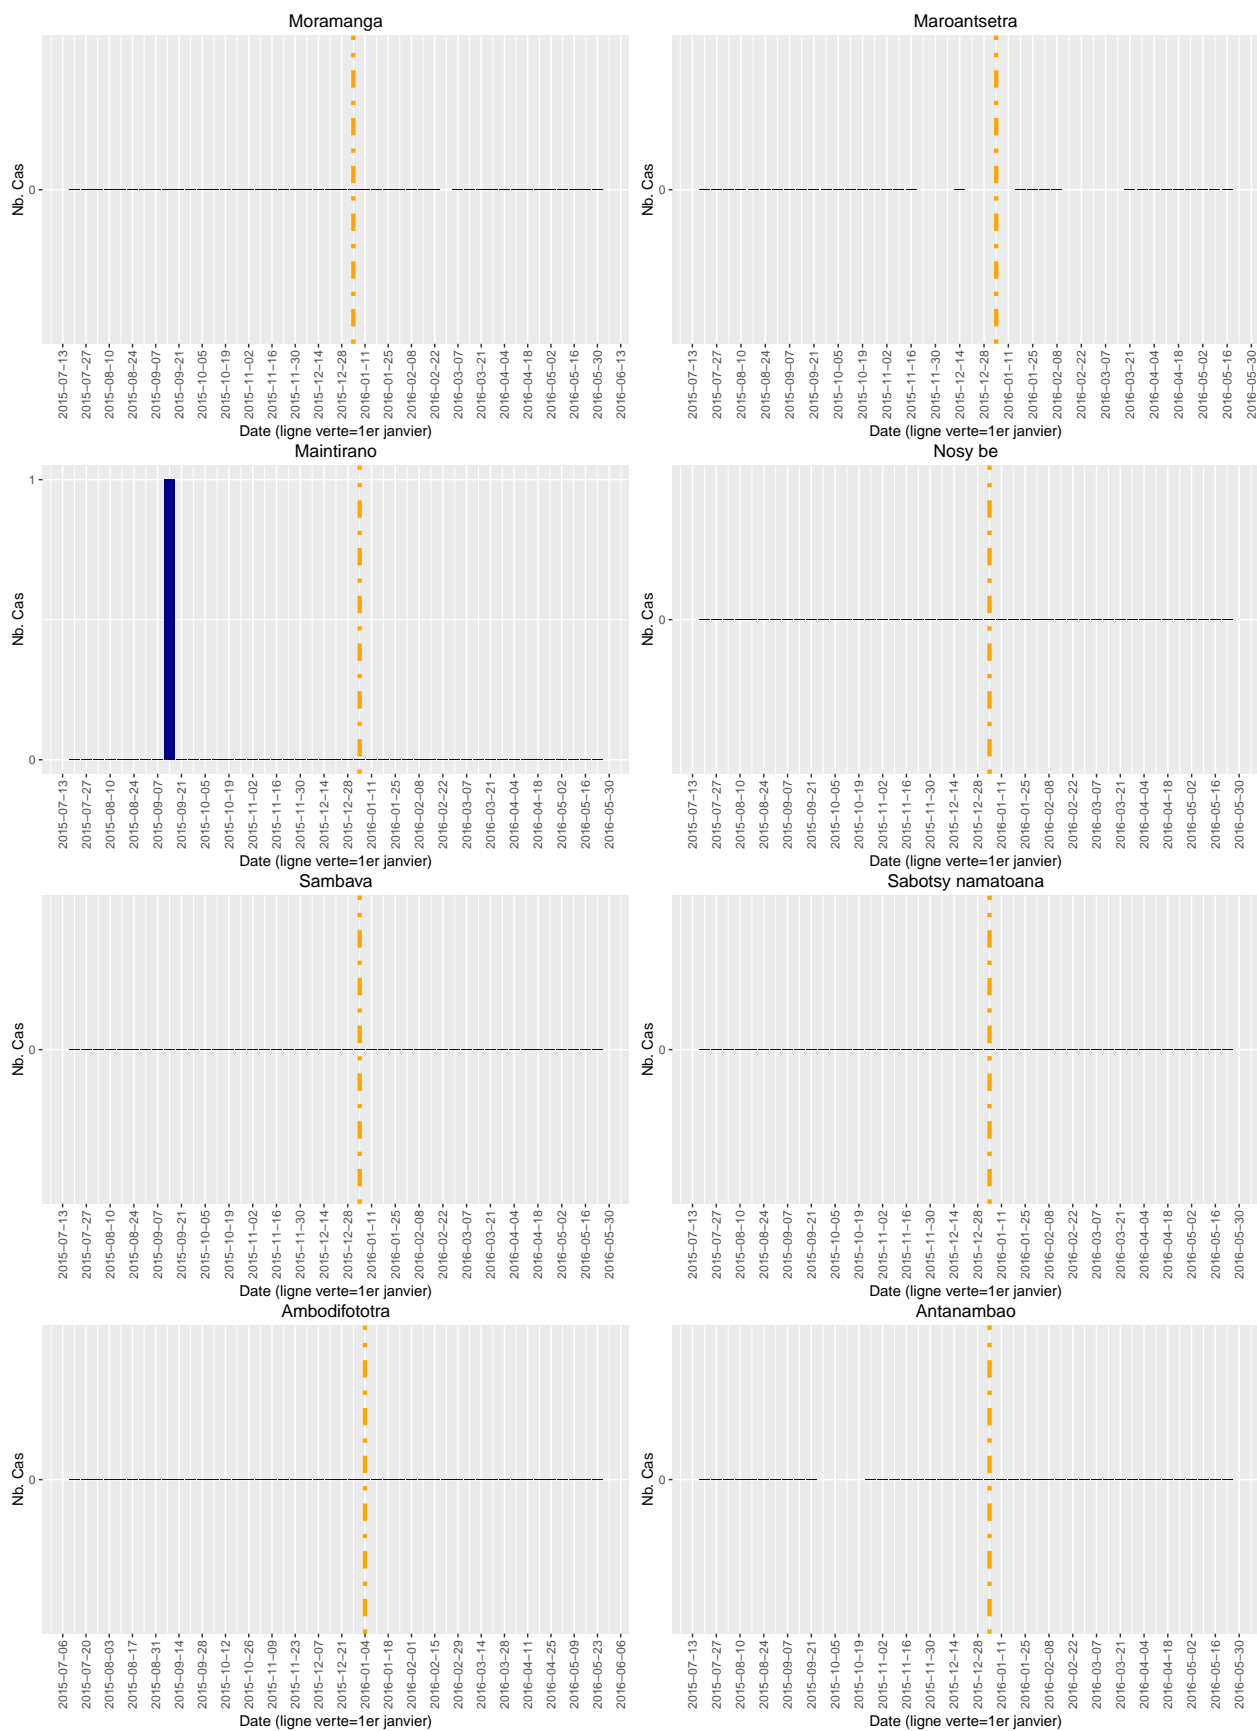 Moramanga
Nb. Cas
0
2015−07−13 2015−07−27 2015−08−10 2015−08−24 2015−09−07 2015−09−21 2015−10−05 2015−10−19 2015−11−02 2015−11−16 2015−11−30 2015−12−14 2015−12−28 2016−01−11 2016−01−25 2016−02−08 2016−02−22 2016−03−07 2016−03−21 2016−04−04 2016−04−18 2016−05−02 2016−05−16 2016−05−30 2016−06−13
Date (ligne verte=1er janvier)
Maroantsetra
Nb. Cas
0
2015−07−13 2015−07−27 2015−08−10 2015−08−24 2015−09−07 2015−09−21 2015−10−05 2015−10−19 2015−11−02 2015−11−16 2015−11−30 2015−12−14 2015−12−28 2016−01−11 2016−01−25 2016−02−08 2016−02−22 2016−03−07 2016−03−21 2016−04−04 2016−04−18 2016−05−02 2016−05−16 2016−05−30
Date (ligne verte=1er janvier)
Maintirano
Nb. Cas
1
0
2015−07−13 2015−07−27 2015−08−10 2015−08−24 2015−09−07 2015−09−21 2015−10−05 2015−10−19 2015−11−02 2015−11−16 2015−11−30 2015−12−14 2015−12−28 2016−01−11 2016−01−25 2016−02−08 2016−02−22 2016−03−07 2016−03−21 2016−04−04 2016−04−18 2016−05−02 2016−05−16 2016−05−30
Date (ligne verte=1er janvier)
Nosy be
Nb. Cas
0
2015−07−13 2015−07−27 2015−08−10 2015−08−24 2015−09−07 2015−09−21 2015−10−05 2015−10−19 2015−11−02 2015−11−16 2015−11−30 2015−12−14 2015−12−28 2016−01−11 2016−01−25 2016−02−08 2016−02−22 2016−03−07 2016−03−21 2016−04−04 2016−04−18 2016−05−02 2016−05−16 2016−05−30
Date (ligne verte=1er janvier)
Sambava
Nb. Cas
0
2015−07−13 2015−07−27 2015−08−10 2015−08−24 2015−09−07 2015−09−21 2015−10−05 2015−10−19 2015−11−02 2015−11−16 2015−11−30 2015−12−14 2015−12−28 2016−01−11 2016−01−25 2016−02−08 2016−02−22 2016−03−07 2016−03−21 2016−04−04 2016−04−18 2016−05−02 2016−05−16 2016−05−30
Date (ligne verte=1er janvier)
Sabotsy namatoana
Nb. Cas
0
2015−07−13 2015−07−27 2015−08−10 2015−08−24 2015−09−07 2015−09−21 2015−10−05 2015−10−19 2015−11−02 2015−11−16 2015−11−30 2015−12−14 2015−12−28 2016−01−11 2016−01−25 2016−02−08 2016−02−22 2016−03−07 2016−03−21 2016−04−04 2016−04−18 2016−05−02 2016−05−16 2016−05−30
Date (ligne verte=1er janvier)
Ambodifototra
Nb. Cas
0
2015−07−06 2015−07−20 2015−08−03 2015−08−17 2015−08−31 2015−09−14 2015−09−28 2015−10−12 2015−10−26 2015−11−09 2015−11−23 2015−12−07 2015−12−21 2016−01−04 2016−01−18 2016−02−01 2016−02−15 2016−02−29 2016−03−14 2016−03−28 2016−04−11 2016−04−25 2016−05−09 2016−05−23 2016−06−06
Date (ligne verte=1er janvier)
Antanambao
Nb. Cas
0
2015−07−13 2015−07−27 2015−08−10 2015−08−24 2015−09−07 2015−09−21 2015−10−05 2015−10−19 2015−11−02 2015−11−16 2015−11−30 2015−12−14 2015−12−28 2016−01−11 2016−01−25 2016−02−08 2016−02−22 2016−03−07 2016−03−21 2016−04−04 2016−04−18 2016−05−02 2016−05−16 2016−05−30
Date (ligne verte=1er janvier)